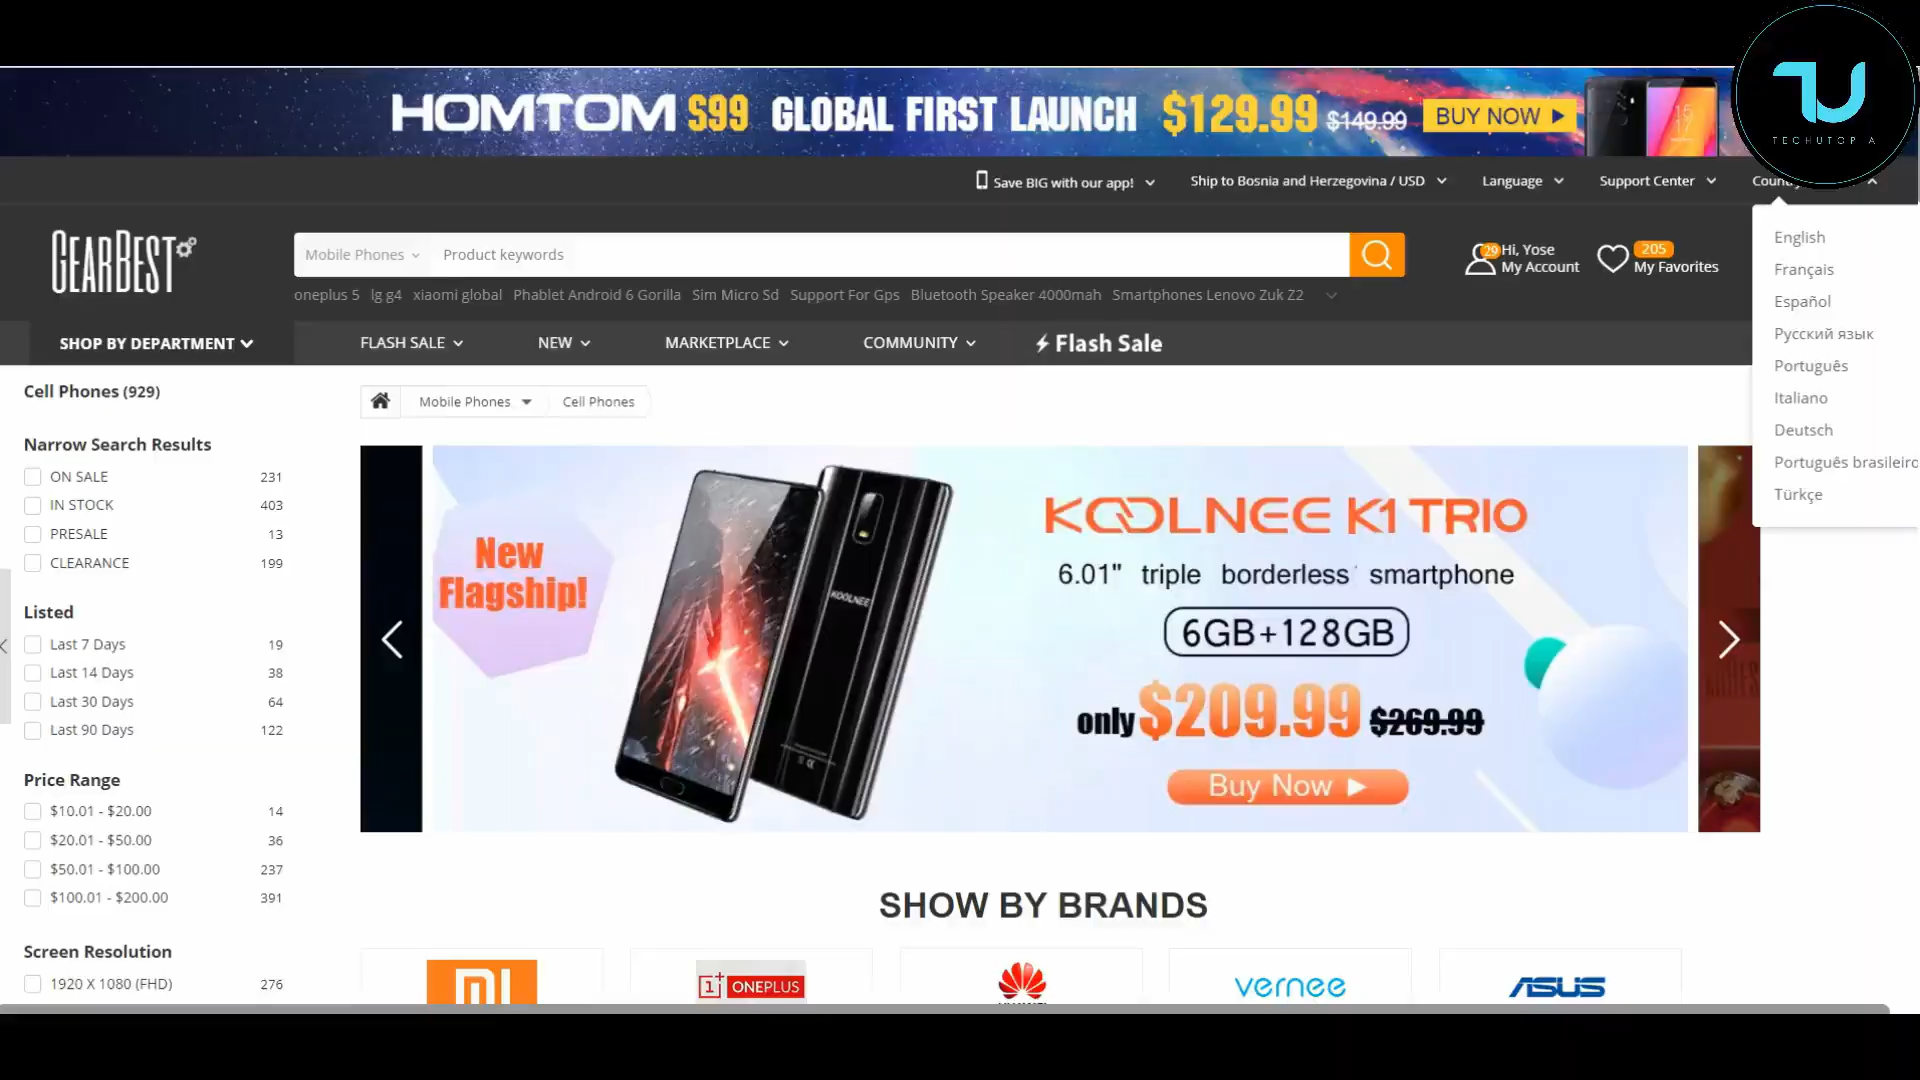 HOMTOM S99 GLOBAL FIRST LAUNCH $129.99 $149.99 BUY NOW
TECHUTOPIA
Save BIG with our app! Ship to Bosnia and Herzegovina / USD Language Support Center
GEARBEST
Mobile Phones Product keywords
29 Hi, Yose
My Account
205
My Favorites
oneplus 5 lg g4 xiaomi global Phablet Android 6 Gorilla Sim Micro Sd Support For Gps Bluetooth Speaker 4000mah Smartphones Lenovo Zuk Z2
SHOP BY DEPARTMENT FLASH SALE NEW MARKETPLACE COMMUNITY Flash Sale
English
Français
Español
Русский язык
Português
Italiano
Deutsch
Português brasileiro
Türkçe
Cell Phones (929)
Narrow Search Results
ON SALE 231
IN STOCK 403
PRESALE 13
CLEARANCE 199
Listed
Last 7 Days 19
Last 14 Days 38
Last 30 Days 64
Last 90 Days 122
Price Range
$10.01 - $20.00 14
$20.01 - $50.00 36
$50.01 - $100.00 237
$100.01 - $200.00 391
Screen Resolution
1920 X 1080 (FHD) 276
Mobile Phones Cell Phones
New
Flagship!
KOOLNEE
KOOLNEE K1 TRIO
6.01" triple borderless smartphone
6GB+128GB
only $209.99 $269.99
Buy Now
SHOW BY BRANDS
MI
1+ ONEPLUS
vernee
ASUS